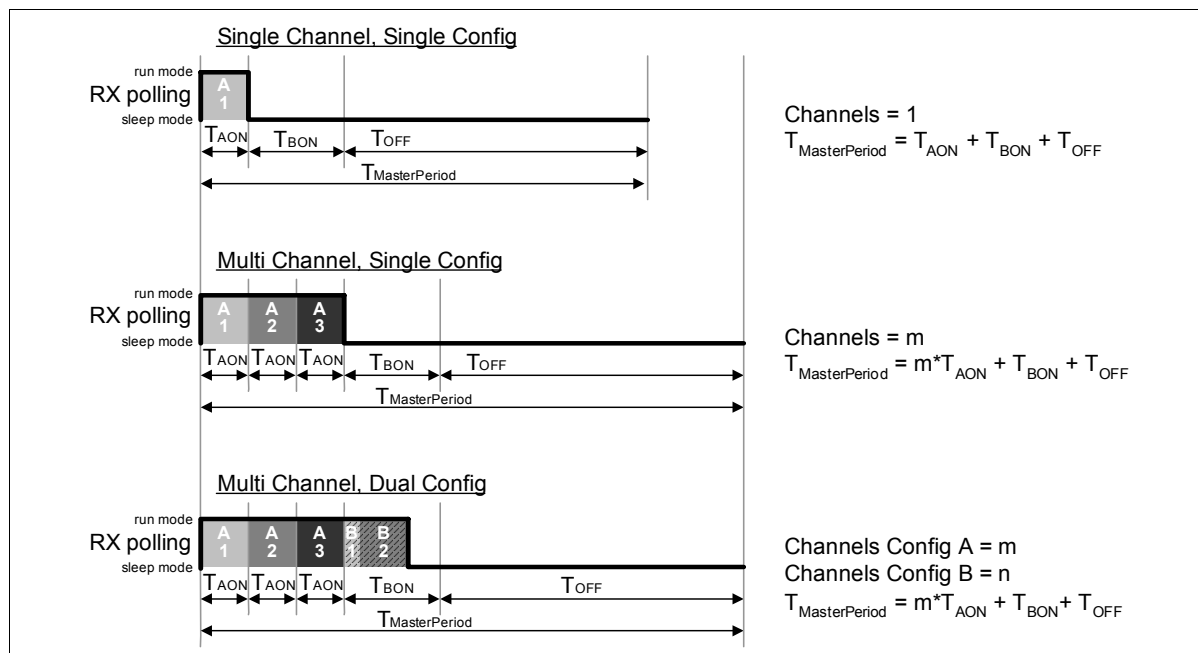 Single Channel, Single Config
run mode
RX polling
sleep mode
A
1
TAON TBON TOFF
TMasterPeriod
Channels = 1
TMasterPeriod = TAON + TBON + TOFF
Multi Channel, Single Config
run mode
RX polling
sleep mode
A A A
1 2 3
TAON TAON TAON TBON TOFF
TMasterPeriod
Channels = m
TMasterPeriod = m*TAON + TBON + TOFF
Multi Channel, Dual Config
run mode
RX polling
sleep mode
A A A B B
1 2 3 1 2
TAON TAON TAON TBON TOFF
TMasterPeriod
Channels Config A = m
Channels Config B = n
TMasterPeriod = m*TAON + TBON+ TOFF